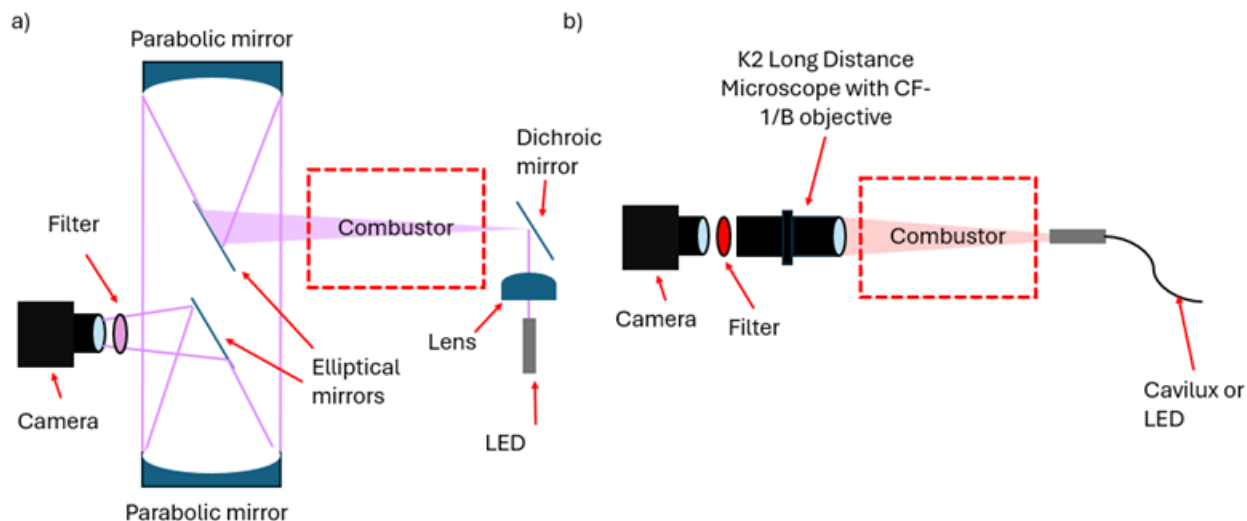 a)
Parabolic mirror
Dichroic
mirror
Filter
Combustor
Lens
Elliptical
mirrors
Camera
LED
Parabolic mirror
b)
K2 Long Distance
Microscope with CF-
1/B objective
Combustor
Camera
Filter
Cavilux or
LED